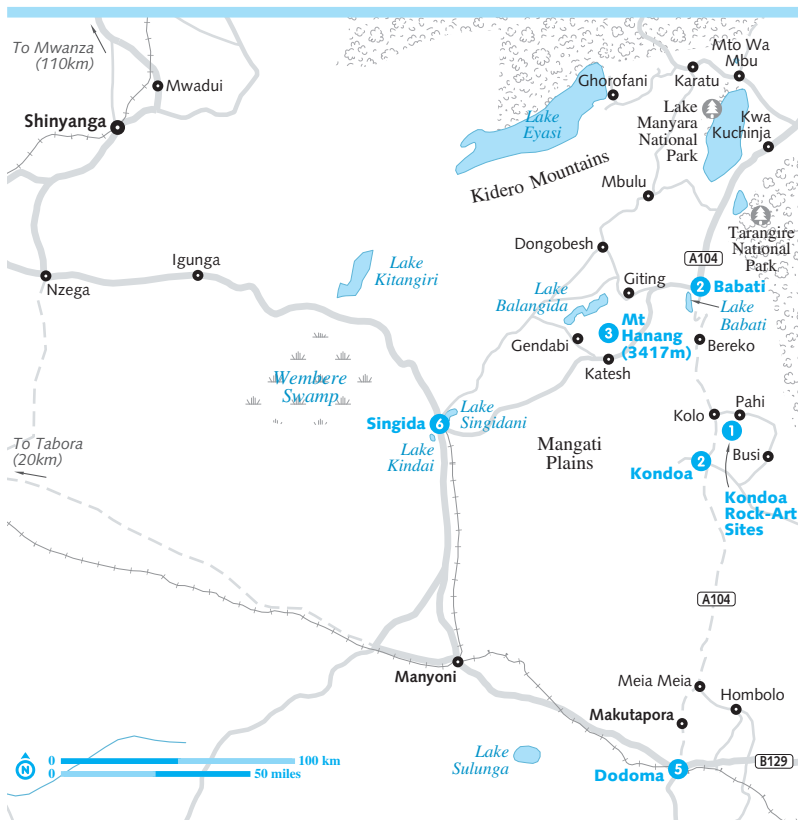 To Mwanza
(110km)
Mwadui
Shinyanga
Ghorofani
Karatu
Mto Wa
Mbu
Lake
Manyara
National
Park
Kwa
Kuchinja
Lake
Eyasi
Kidero Mountains
Mbulu
Tarangire
National
Park
Dongobesh
A104
Igunga
Nzega
Lake
Kitangiri
Giting
2
Babati
Lake
Balangida
Lake
Babati
3
Mt
Hanang
(3417m)
Gendabi
Bereko
Katesh
Wembere
Swamp
Singida
6
Lake
Singidani
Lake
Kindai
Kolo
Pahi
1
Mangati
Plains
Busi
Kondoa
2
To Tabora
(20km)
Kondoa
Rock-Art
Sites
A104
Manyoni
Meia Meia
Hombolo
Makutapora
Lake
Sulunga
Dodoma
5
B129
N
0
100 km
0
50 miles